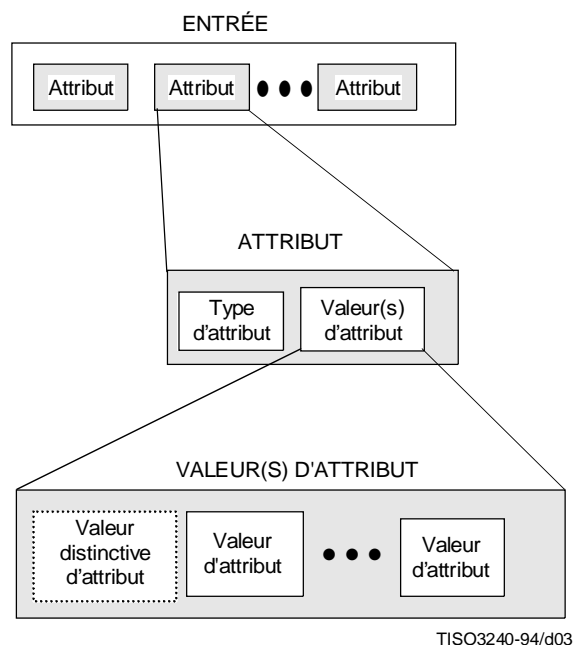 ENTRÉE
Attribut Attribut Attribut
ATTRIBUT
Type
d'attribut
Valeur(s)
d'attribut
VALEUR(S) D'ATTRIBUT
Valeur
distinctive
d'attribut
Valeur
d'attribut
Valeur
d'attribut
TISO3240-94/d03